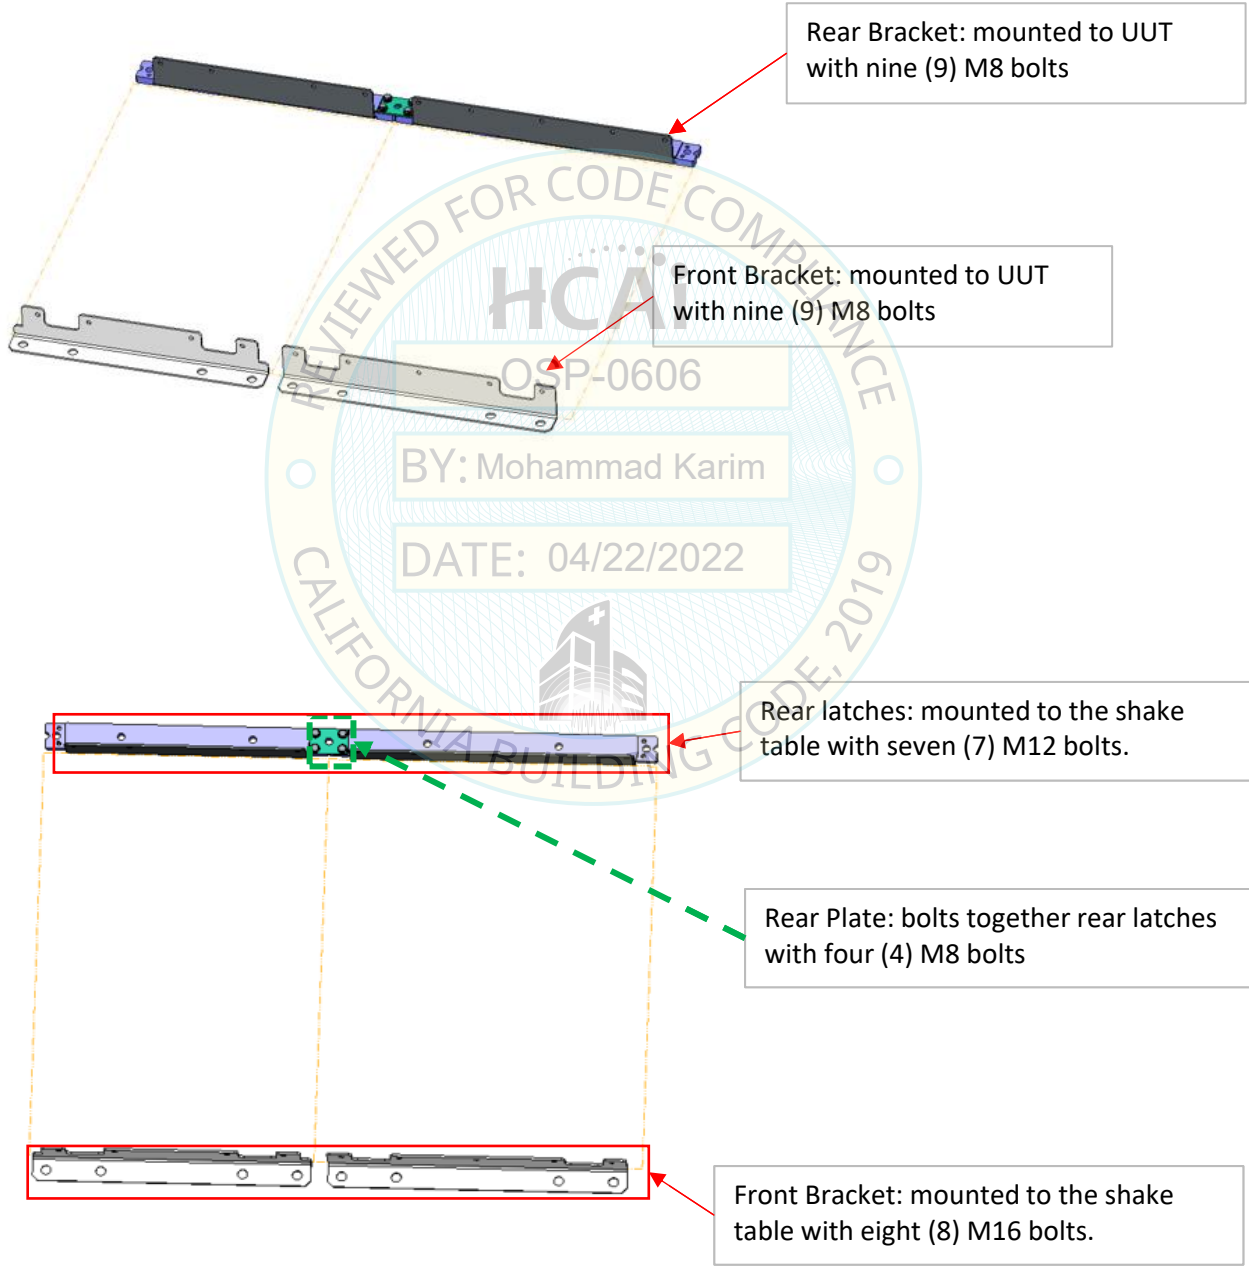 Rear Bracket: mounted to UUT
with nine (9) M8 bolts
Front Bracket: mounted to UUT
with nine (9) M8 bolts
REVIEWED FOR CODE COMPLIANCE
HCAI
OSP-0606
BY: Mohammad Karim
DATE: 04/22/2022
CALIFORNIA BUILDING CODE, 2019
Rear latches: mounted to the shake
table with seven (7) M12 bolts.
Rear Plate: bolts together rear latches
with four (4) M8 bolts
Front Bracket: mounted to the shake
table with eight (8) M16 bolts.